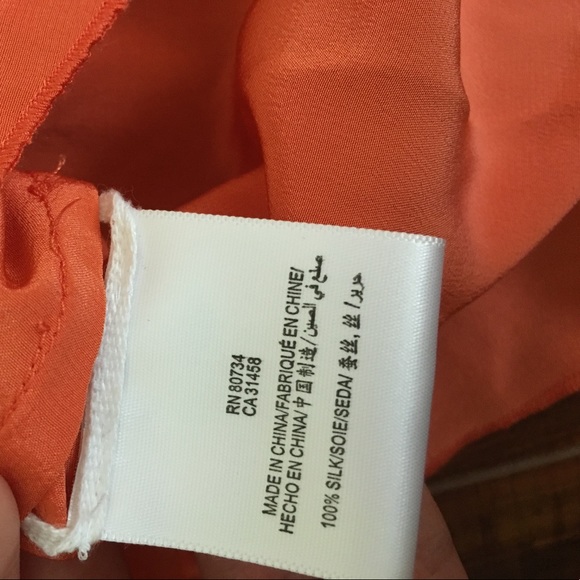 RN 80734
CA 31458
MADE IN CHINA/FABRIQUÉ EN CHINE/
HECHO EN CHINA/中国制造/صنع في الصين
100% SILK/SOIE/SEDA/ 蚕丝, 丝 /حرير